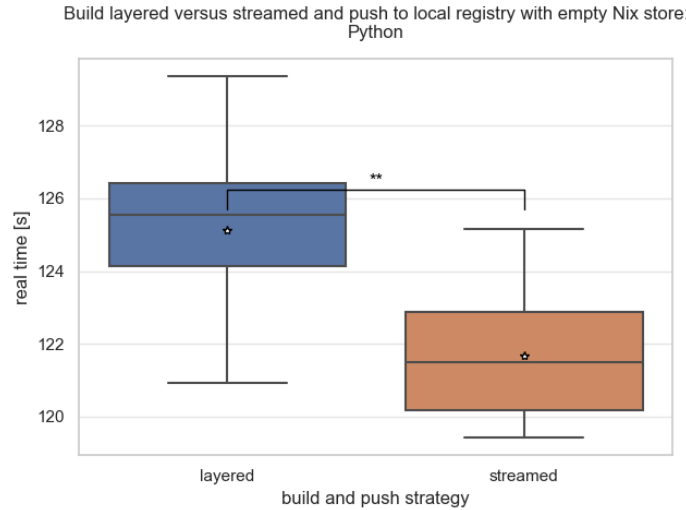 Build layered versus streamed and push to local registry with empty Nix store:
Python
128
126
124
122
120
real time [s]
**
layered
streamed
build and push strategy